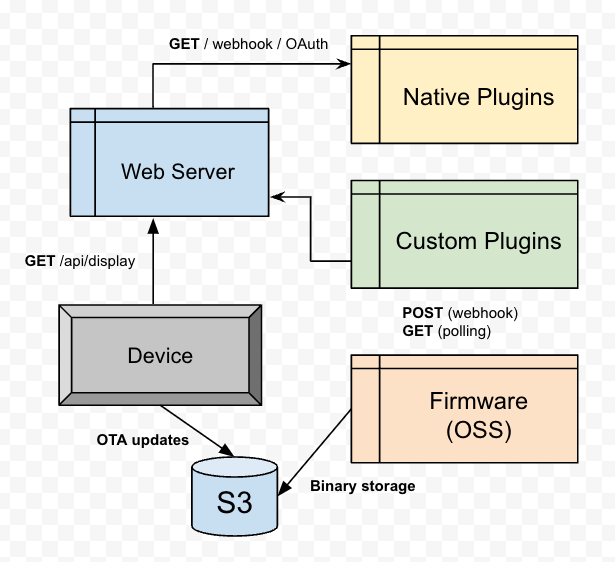 GET / webhook / OAuth
Native Plugins
Web Server
Custom Plugins
GET /api/display
POST (webhook)
GET (polling)
Device
Firmware
(OSS)
OTA updates
Binary storage
S3